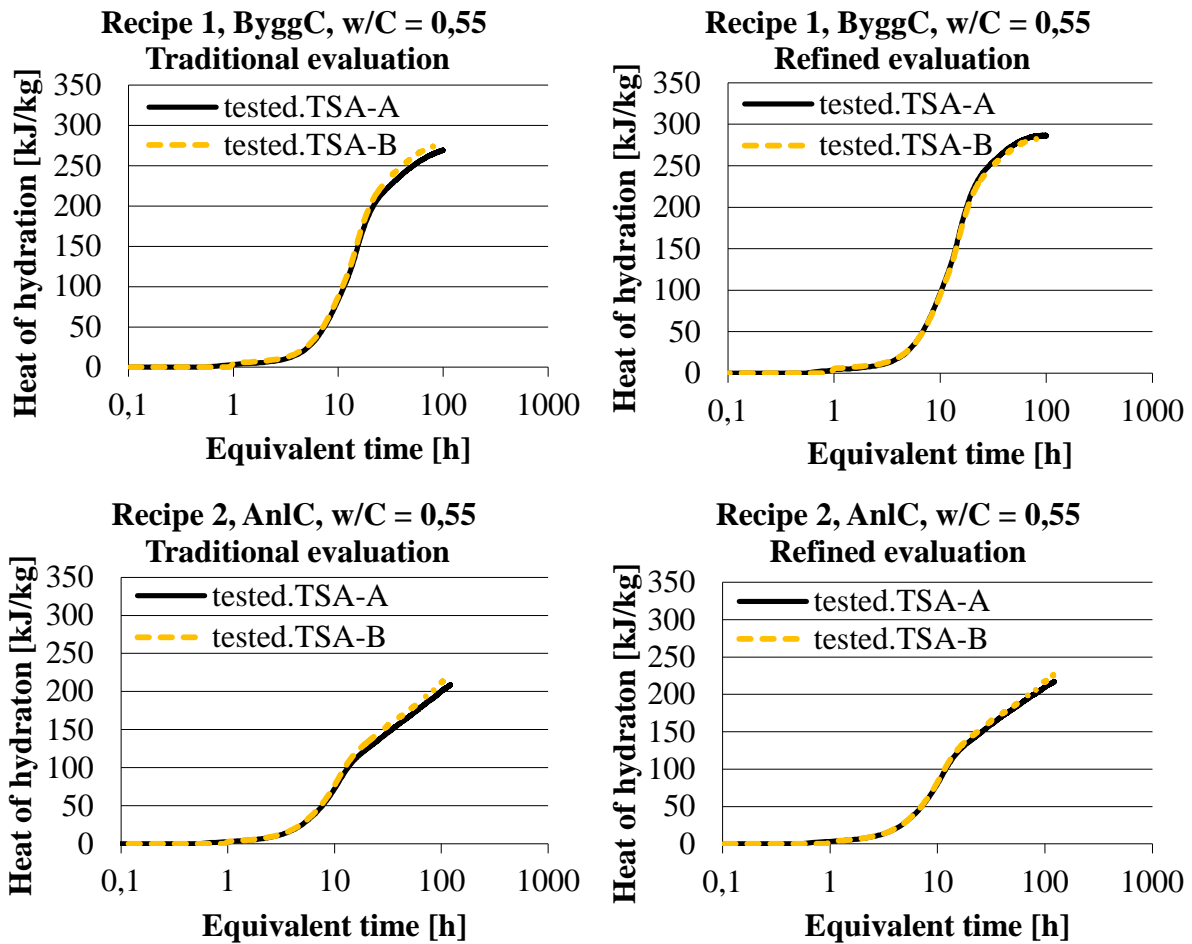 Recipe 1, ByggC, w/C = 0,55
Traditional evaluation
Heat of hydration [kJ/kg]
350
300
250
200
150
100
50
0
tested.TSA-A
tested.TSA-B
0,1 1 10 100 1000
Equivalent time [h]
Recipe 1, ByggC, w/C = 0,55
Refined evaluation
Heat of hydration [kJ/kg]
350
300
250
200
150
100
50
0
tested.TSA-A
tested.TSA-B
0,1 1 10 100 1000
Equivalent time [h]
Recipe 2, AnlC, w/C = 0,55
Traditional evaluation
Heat of hydraton [kJ/kg]
350
300
250
200
150
100
50
0
tested.TSA-A
tested.TSA-B
0,1 1 10 100 1000
Equivalent time [h]
Recipe 2, AnlC, w/C = 0,55
Refined evaluation
Heat of hydraton [kJ/kg]
350
300
250
200
150
100
50
0
tested.TSA-A
tested.TSA-B
0,1 1 10 100 1000
Equivalent time [h]